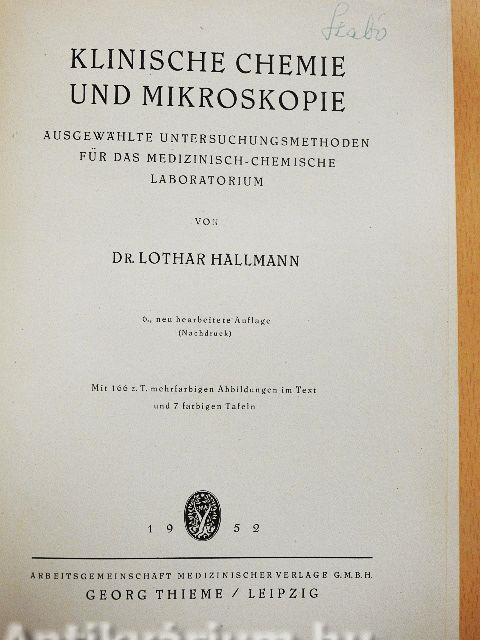 Szabó
KLINISCHE CHEMIE
UND MIKROSKOPIE
AUSGEWÄHLTE UNTERSUCHUNGSMETHODEN
FÜR DAS MEDIZINISCH-CHEMISCHE
LABORATORIUM
VON
DR. LOTHAR HALLMANN
6., neu bearbeitete Auflage
(Nachdruck)
Mit 166 z. T. mehrfarbigen Abbildungen im Text
und 7 farbigen Tafeln
1952
ARBEITSGEMEINSCHAFT MEDIZINISCHER VERLAGE G.M.B.H.
GEORG THIEME / LEIPZIG
Antikvárium.hu